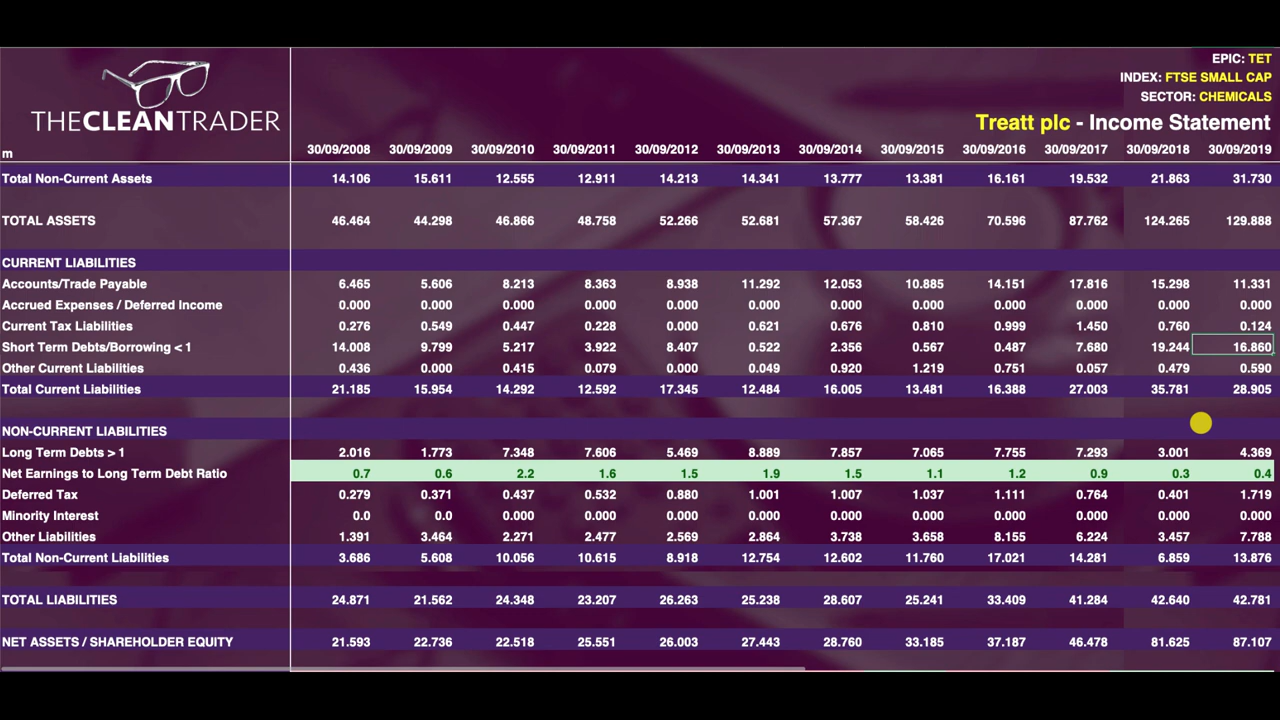 THECLEANTRADER
EPIC: TET
INDEX: FTSE SMALL CAP
SECTOR: CHEMICALS
Treatt plc - Income Statement
m 30/09/2008 30/09/2009 30/09/2010 30/09/2011 30/09/2012 30/09/2013 30/09/2014 30/09/2015 30/09/2016 30/09/2017 30/09/2018 30/09/2019
Total Non-Current Assets 14.106 15.611 12.555 12.911 14.213 14.341 13.777 13.381 16.161 19.532 21.863 31.730
TOTAL ASSETS 46.464 44.298 46.866 48.758 52.266 52.681 57.367 58.426 70.596 87.762 124.265 129.888
CURRENT LIABILITIES
Accounts/Trade Payable 6.465 5.606 8.213 8.363 8.938 11.292 12.053 10.885 14.151 17.816 15.298 11.331
Accrued Expenses / Deferred Income 0.000 0.000 0.000 0.000 0.000 0.000 0.000 0.000 0.000 0.000 0.000 0.000
Current Tax Liabilities 0.276 0.549 0.447 0.228 0.000 0.621 0.676 0.810 0.999 1.450 0.760 0.124
Short Term Debts/Borrowing < 1 14.008 9.799 5.217 3.922 8.407 0.522 2.356 0.567 0.487 7.680 19.244 16.860
Other Current Liabilities 0.436 0.000 0.415 0.079 0.000 0.049 0.920 1.219 0.751 0.057 0.479 0.590
Total Current Liabilities 21.185 15.954 14.292 12.592 17.345 12.484 16.005 13.481 16.388 27.003 35.781 28.905
NON-CURRENT LIABILITIES
Long Term Debts > 1 2.016 1.773 7.348 7.606 5.469 8.889 7.857 7.065 7.755 7.293 3.001 4.369
Net Earnings to Long Term Debt Ratio 0.7 0.6 2.2 1.6 1.5 1.9 1.5 1.1 1.2 0.9 0.3 0.4
Deferred Tax 0.279 0.371 0.437 0.532 0.880 1.001 1.007 1.037 1.111 0.764 0.401 1.719
Minority Interest 0.0 0.0 0.000 0.000 0.000 0.000 0.000 0.000 0.000 0.000 0.000 0.000
Other Liabilities 1.391 3.464 2.271 2.477 2.569 2.864 3.738 3.658 8.155 6.224 3.457 7.788
Total Non-Current Liabilities 3.686 5.608 10.056 10.615 8.918 12.754 12.602 11.760 17.021 14.281 6.859 13.876
TOTAL LIABILITIES 24.871 21.562 24.348 23.207 26.263 25.238 28.607 25.241 33.409 41.284 42.640 42.781
NET ASSETS / SHAREHOLDER EQUITY 21.593 22.736 22.518 25.551 26.003 27.443 28.760 33.185 37.187 46.478 81.625 87.107